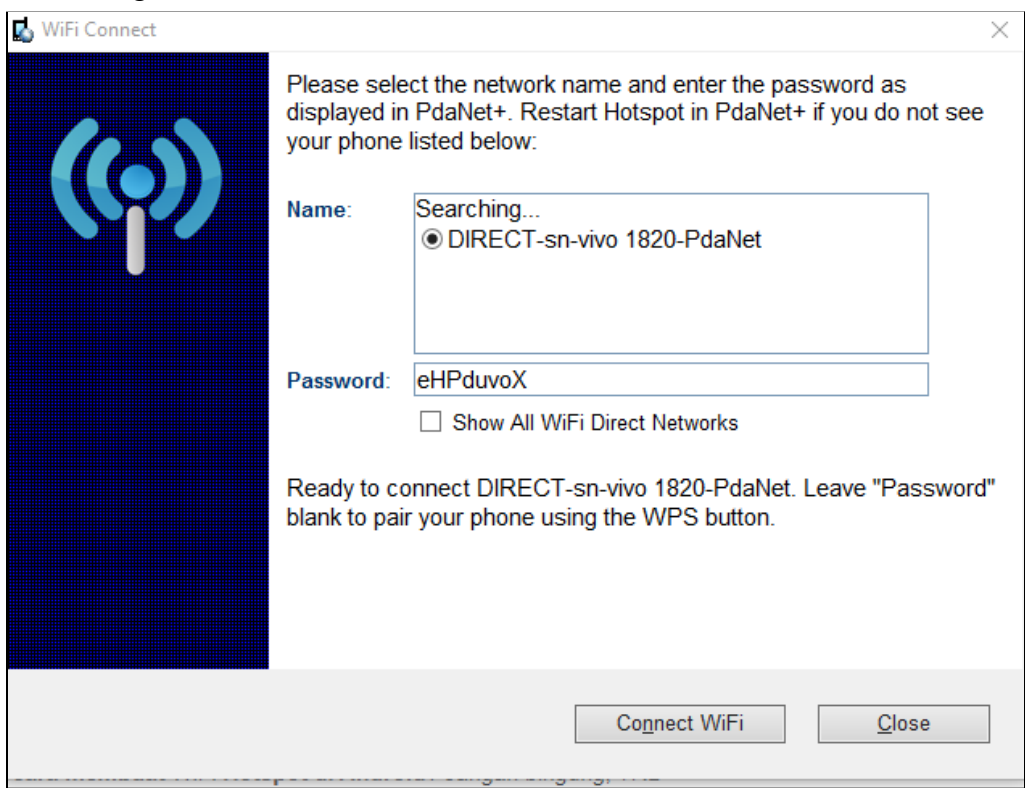 WiFi Connect
Please select the network name and enter the password as
displayed in PdaNet+. Restart Hotspot in PdaNet+ if you do not see
your phone listed below:
Name:
Searching...
DIRECT-sn-vivo 1820-PdaNet
Password:
eHPduvoX
Show All WiFi Direct Networks
Ready to connect DIRECT-sn-vivo 1820-PdaNet. Leave "Password"
blank to pair your phone using the WPS button.
Connect WiFi
Close